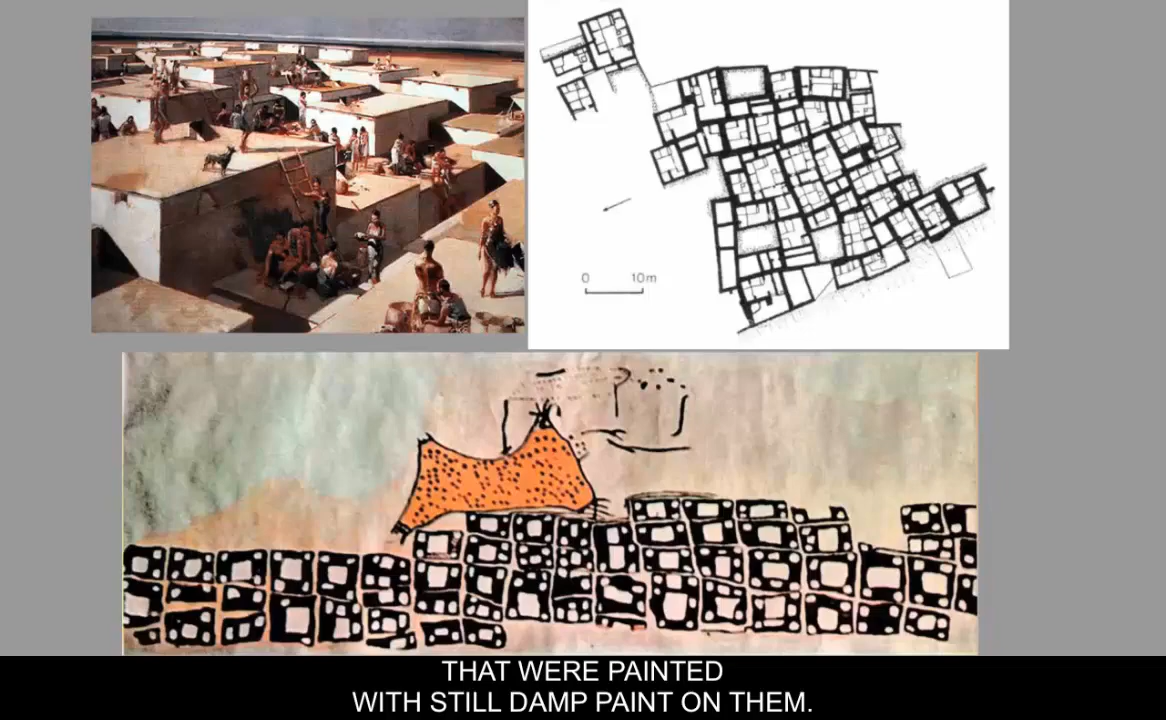 0 10m
THAT WERE PAINTED
WITH STILL DAMP PAINT ON THEM.